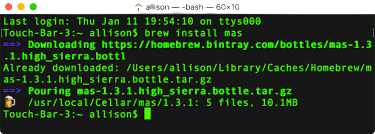 allison — -bash — 60×10
Last login: Thu Jan 11 19:54:10 on ttys000
Touch-Bar-3:~ allison$ brew install mas
==> Downloading https://homebrew.bintray.com/bottles/mas-1.3
.1.high_sierra.bottl
Already downloaded: /Users/allison/Library/Caches/Homebrew/m
as-1.3.1.high_sierra.bottle.tar.gz
==> Pouring mas-1.3.1.high_sierra.bottle.tar.gz
🍺  /usr/local/Cellar/mas/1.3.1: 5 files, 10.1MB
Touch-Bar-3:~ allison$